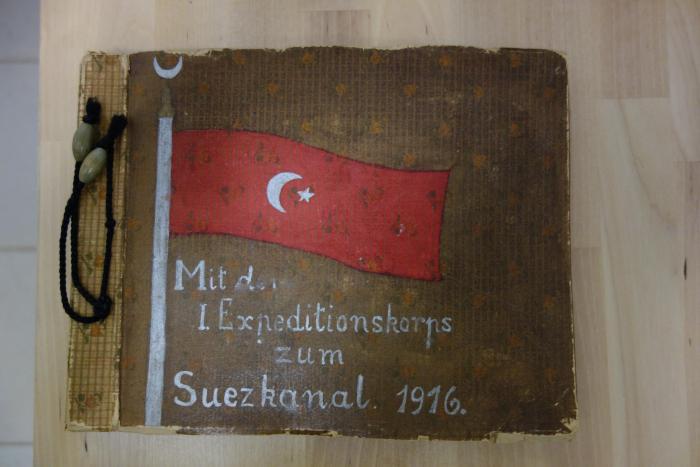 Mit
I Expeditionskorps
zum
Suezkanal. 1916.